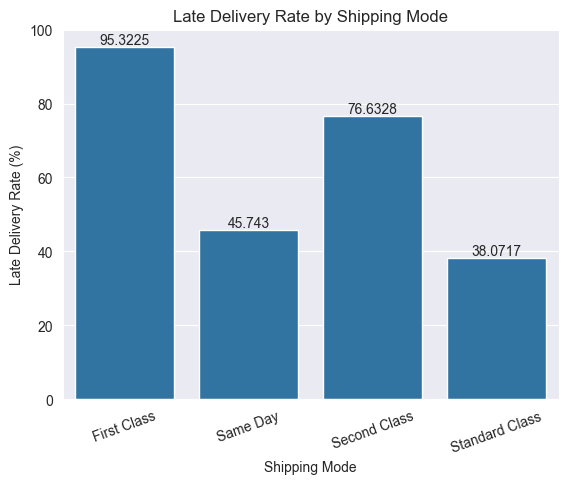 Late Delivery Rate by Shipping Mode
100
80
60
40
20
0
Late Delivery Rate (%)
95.3225
45.743
76.6328
38.0717
First Class
Same Day
Second Class
Standard Class
Shipping Mode